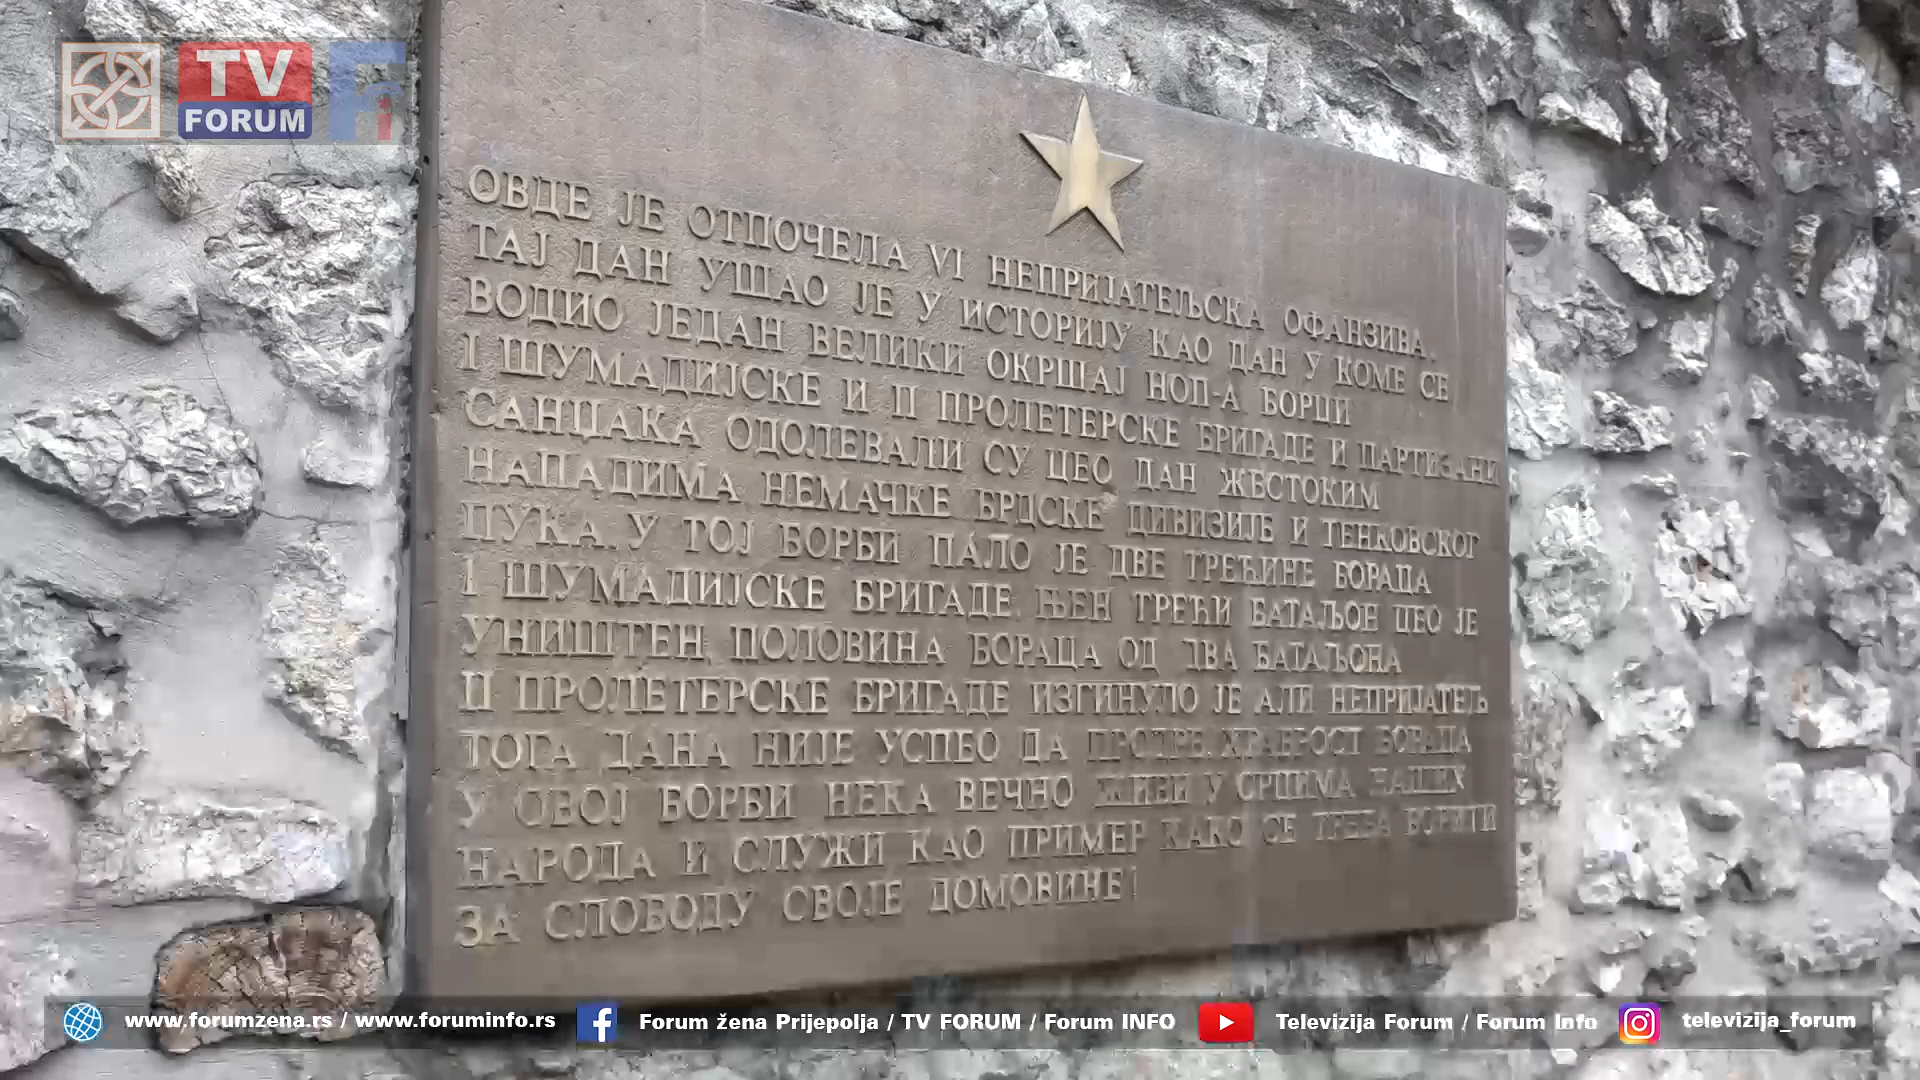 TV
FORUM
ОВДЕ ЈЕ ОТПОЧЕЛА VI НЕПРИЈАТЕЉСКА ОФАНЗИВА.
ТАЈ ДАН УШАО ЈЕ У ИСТОРИЈУ КАО ДАН У КОМЕ СЕ
ВОДИО ЈЕДАН ВЕЛИКИ ОКРШАЈ НОП-А БОРЦИ
I ШУМАДИЈСКЕ И II ПРОЛЕТЕРСКЕ БРИГАДЕ И ПАРТИЗАНИ
САНЏАКА ОДОЛЕВАЛИ СУ ЦЕО ДАН ЖЕСТОКИМ
НАПАДИМА НЕМАЧКЕ БРДСКЕ ДИВИЗИЈЕ И ТЕНКОВСКОГ
ПУКА. У ТОЈ БОРБИ ПАЛО ЈЕ ДВЕ ТРЕЋИНЕ БОРАЦА
I ШУМАДИЈСКЕ БРИГАДЕ. ЊЕН ТРЕЋИ БАТАЉОН ЦЕО ЈЕ
УНИШТЕН, ПОЛОВИНА БОРАЦА ОД ДВА БАТАЉОНА
II ПРОЛЕТЕРСКЕ БРИГАДЕ ИЗГИНУЛО ЈЕ АЛИ НЕПРИЈАТЕЉ
ТОГА ДАНА НИЈЕ УСПЕО ДА ПРОДРЕ. ХРАБРОСТ БОРАЦА
У ОВОЈ БОРБИ НЕКА ВЕЧНО ЖИВИ У СРЦИМА НАШИХ
НАРОДА И СЛУЖИ КАО ПРИМЕР КАКО СЕ ТРЕБА БОРИТИ
ЗА СЛОБОДУ СВОЈЕ ДОМОВИНЕ!
www.forumzena.rs / www.foruminfo.rs Forum žena Prijepolja / TV FORUM / Forum INFO Televizija Forum / Forum Info televizija_forum